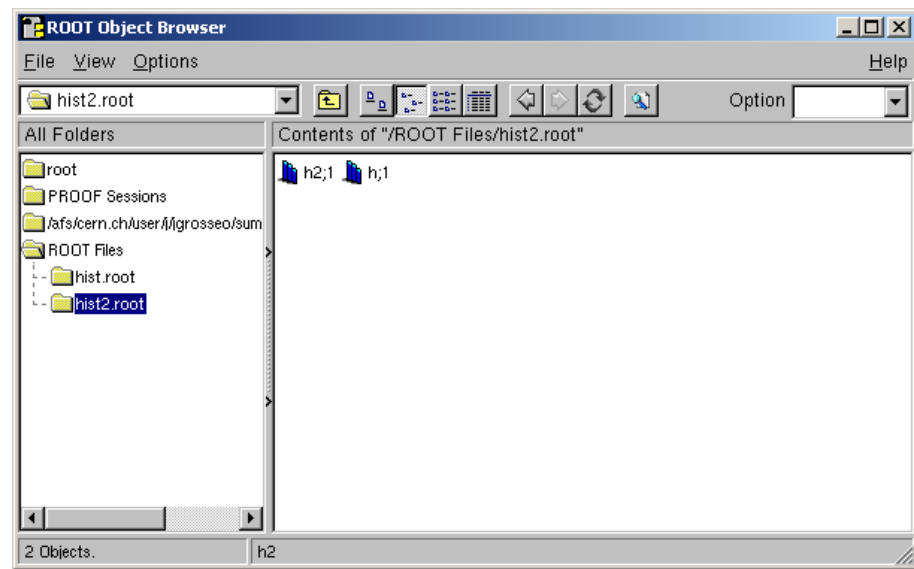 ROOT Object Browser
File View Options Help
hist2.root Option
All Folders Contents of "/ROOT Files/hist2.root"
root h2;1 h;1
PROOF Sessions
/afs/cern.ch/user/j/jgrosseo/sum
ROOT Files
hist.root
hist2.root
2 Objects. h2